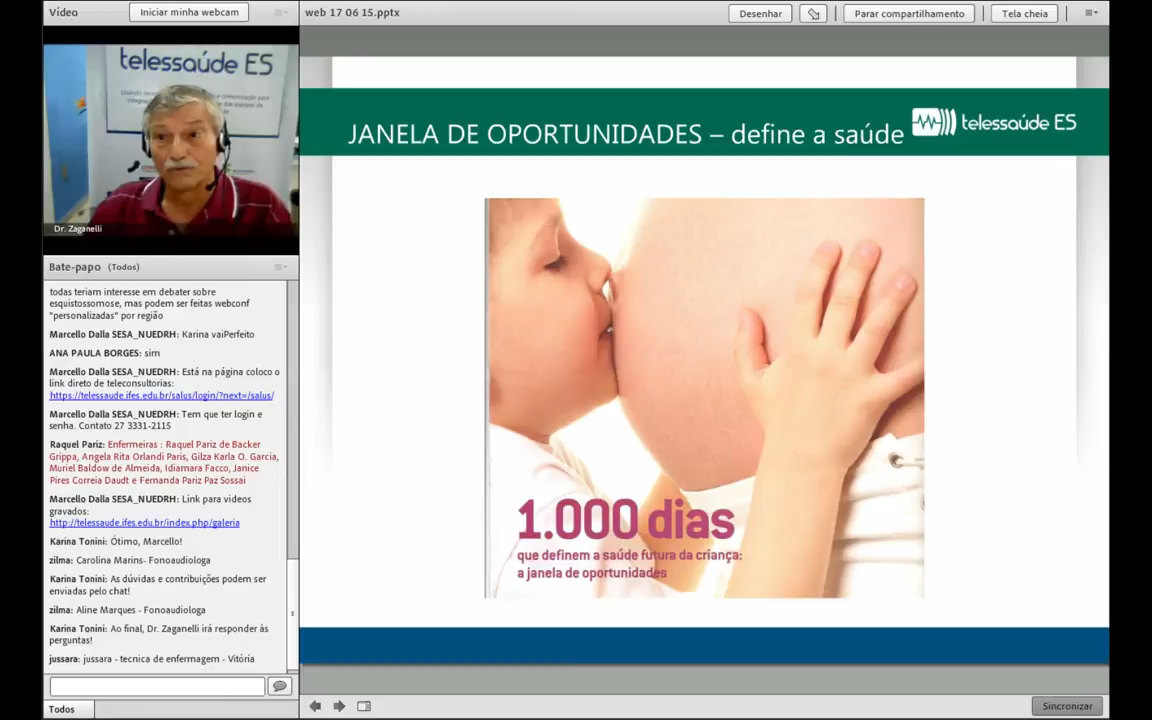 Vídeo
Iniciar minha webcam
web 17 06 15.pptx
Desenhar
Parar compartilhamento
Tela cheia
telessaúde ES
Dr. Zaganelli
Bate-papo (Todos)
todas teriam interesse em debater sobre
esquistossomose, mas podem ser feitas webconf
"personalizadas" por região
Marcello Dalla SESA_NUEDRH: Karina vaiPerfeito
ANA PAULA BORGES: sim
Marcello Dalla SESA_NUEDRH: Está na página coloco o
link direto de teleconsultorias:
https://telessaude.ifes.edu.br/salus/login/?next=/salus/
Marcello Dalla SESA_NUEDRH: Tem que ter login e
senha. Contato 27 3331-2115
Raquel Pariz: Enfermeiras : Raquel Pariz de Backer
Grippa, Angela Rita Orlandi Paris, Gilza Karla O. Garcia,
Muriel Baldow de Almeida, Idiamara Facco, Janice
Pires Correia Daudt e Fernanda Pariz Paz Sossai
Marcello Dalla SESA_NUEDRH: Link para videos
gravados:
http://telessaude.ifes.edu.br/index.php/galeria
Karina Tonini: Ótimo, Marcello!
zilma: Carolina Marins- Fonoaudiologa
Karina Tonini: As dúvidas e contribuições podem ser
enviadas pelo chat!
zilma: Aline Marques - Fonoaudiologa
Karina Tonini: Ao final, Dr. Zaganelli irá responder às
perguntas!
jussara: jussara - tecnica de enfermagem - Vitória
Todos
JANELA DE OPORTUNIDADES – define a saúde
telessaúde ES
1.000 dias
que definem a saúde futura da criança:
a janela de oportunidades
Sincronizar